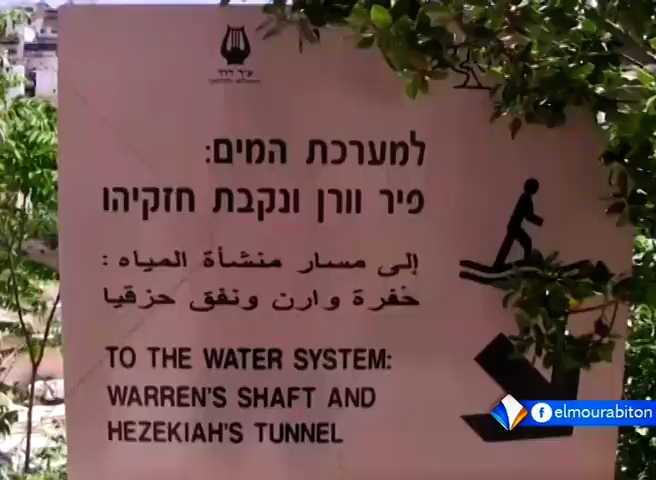 עיר דוד
למערכת המים:
פיר וורן ונקבת חזקיהו
إلى مسار منشأة المياه :
حفرة وارن ونفق حزقيا
TO THE WATER SYSTEM:
WARREN'S SHAFT AND
HEZEKIAH'S TUNNEL
elmourabiton